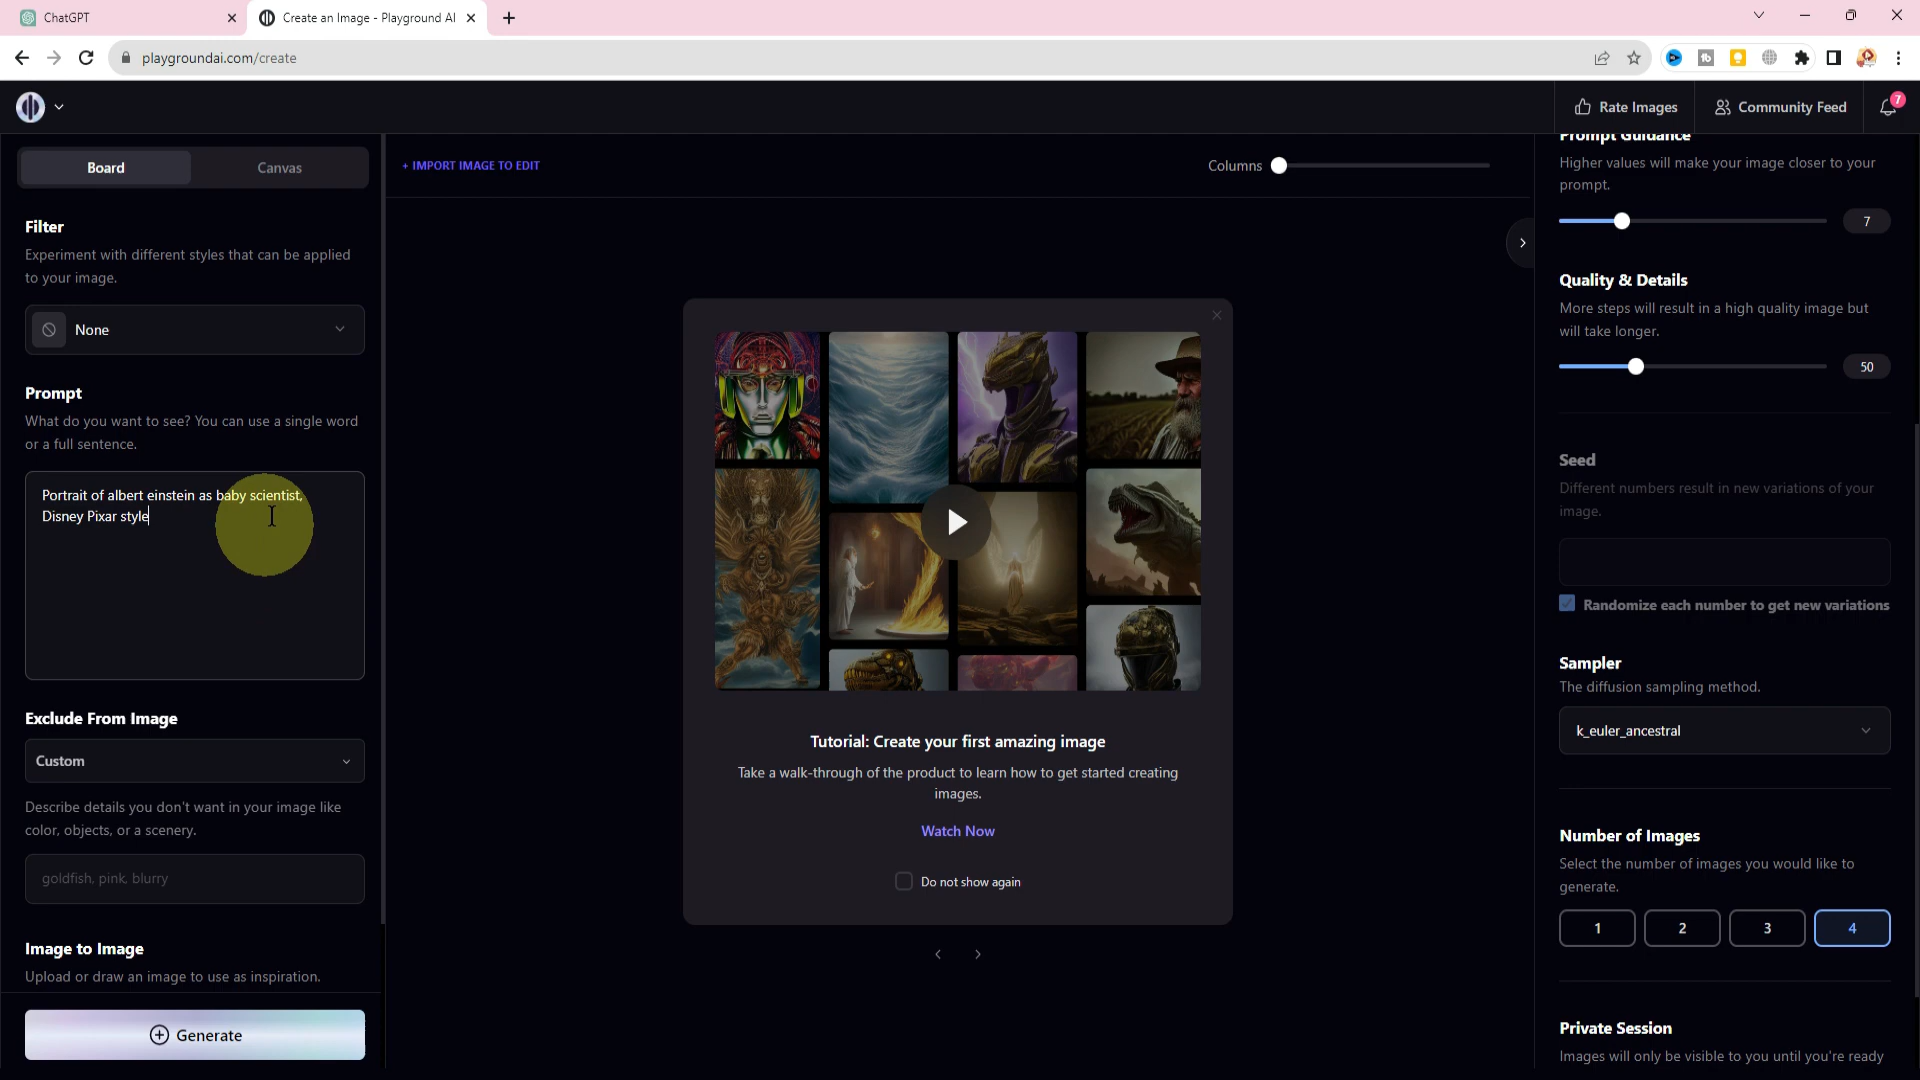 ChatGPT
Create an Image - Playground AI
playgroundai.com/create
Rate Images
Community Feed
7
Board
Canvas
+ IMPORT IMAGE TO EDIT
Columns
Filter
Experiment with different styles that can be applied
to your image.
None
Prompt
What do you want to see? You can use a single word
or a full sentence.
Portrait of albert einstein as baby scientist,
Disney Pixar style
Exclude From Image
Custom
Describe details you don't want in your image like
color, objects, or a scenery.
goldfish, pink, blurry
Image to Image
Upload or draw an image to use as inspiration.
Generate
Tutorial: Create your first amazing image
Take a walk-through of the product to learn how to get started creating
images.
Watch Now
Do not show again
Prompt Guidance
Higher values will make your image closer to your
prompt.
7
Quality & Details
More steps will result in a high quality image but
will take longer.
50
Seed
Different numbers result in new variations of your
image.
Randomize each number to get new variations
Sampler
The diffusion sampling method.
k_euler_ancestral
Number of Images
Select the number of images you would like to
generate.
1
2
3
4
Private Session
Images will only be visible to you until you're ready